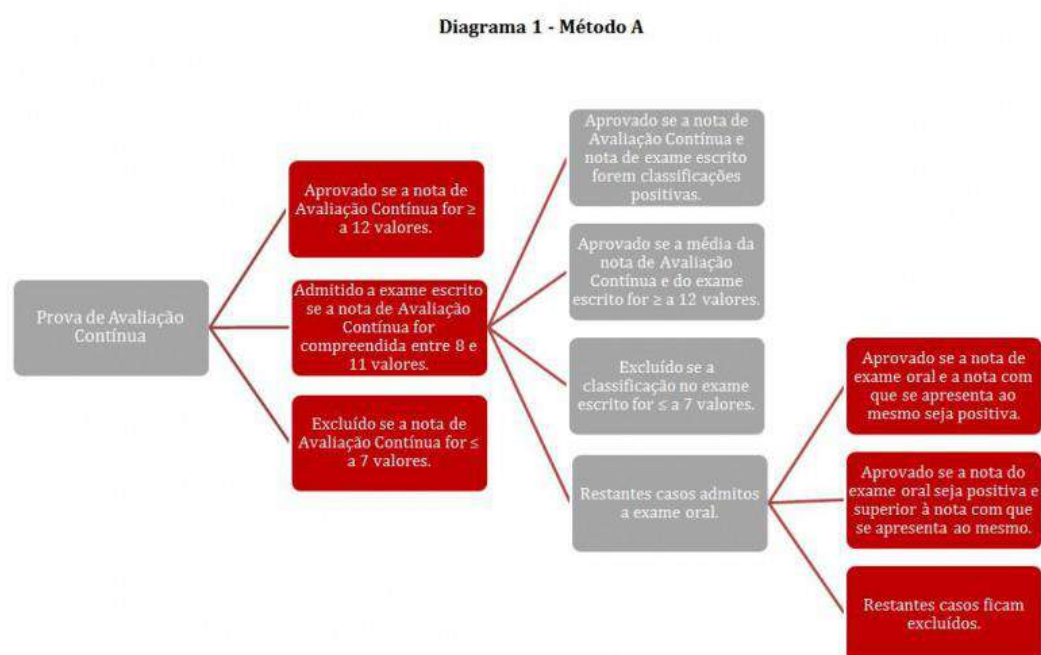 Diagrama 1 - Método A
Prova de Avaliação
Contínua
Aprovado se a nota de
Avaliação Contínua for ≥
a 12 valores.
Admitido a exame escrito
se a nota de Avaliação
Contínua for
compreendida entre 8 e
11 valores.
Excluído se a nota de
Avaliação Contínua for ≤
a 7 valores.
Aprovado se a nota de
Avaliação Contínua e
nota de exame escrito
forem classificações
positivas.
Aprovado se a média da
nota de Avaliação
Contínua e do exame
escrito for ≥ a 12 valores.
Excluído se a
classificação no exame
escrito for ≤ a 7 valores.
Restantes casos admitos
a exame oral.
Aprovado se a nota de
exame oral e a nota com
que se apresenta ao
mesmo seja positiva.
Aprovado se a nota do
exame oral seja positiva e
superior à nota com que
se apresenta ao mesmo.
Restantes casos ficam
excluídos.